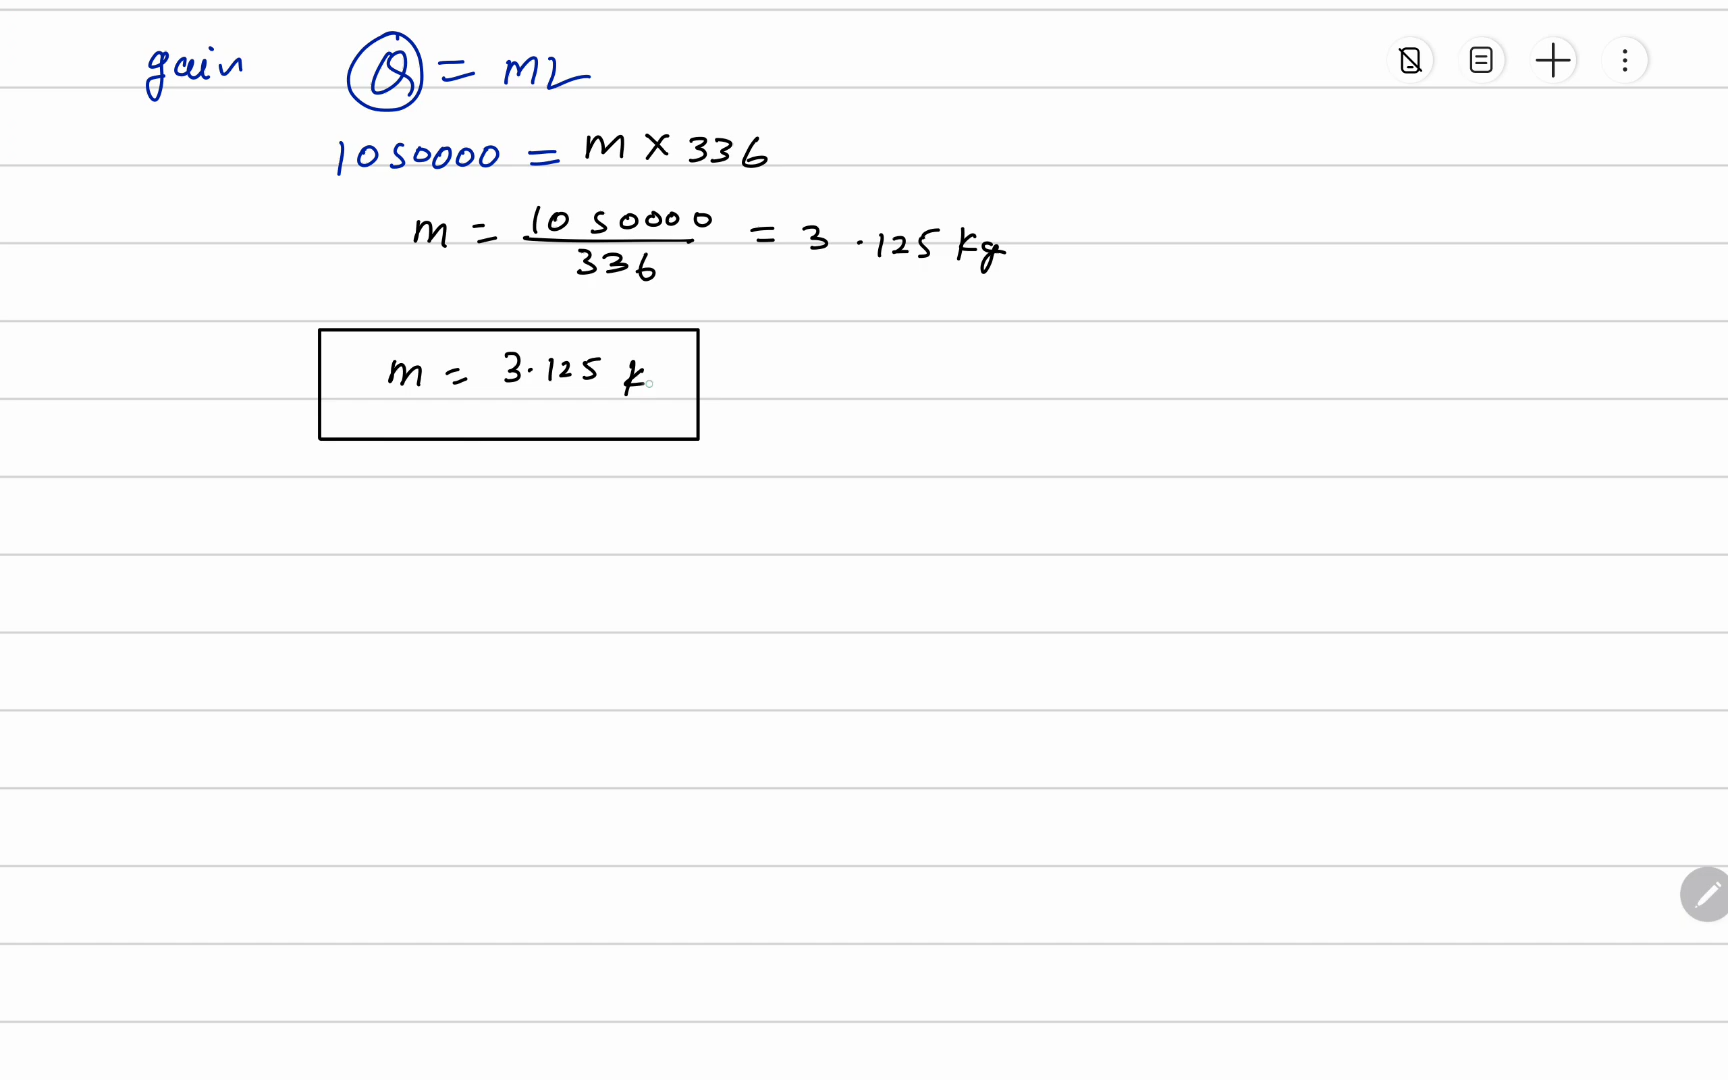 gain Q = mL
1050000 = m × 336
m = 1050000 / 336 = 3.125 kg
m = 3.125 k